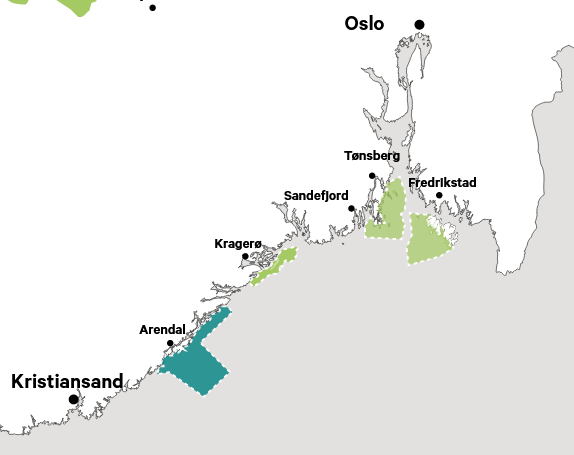 Oslo
Tønsberg
Fredrikstad
Sandefjord
Kragerø
Arendal
Kristiansand